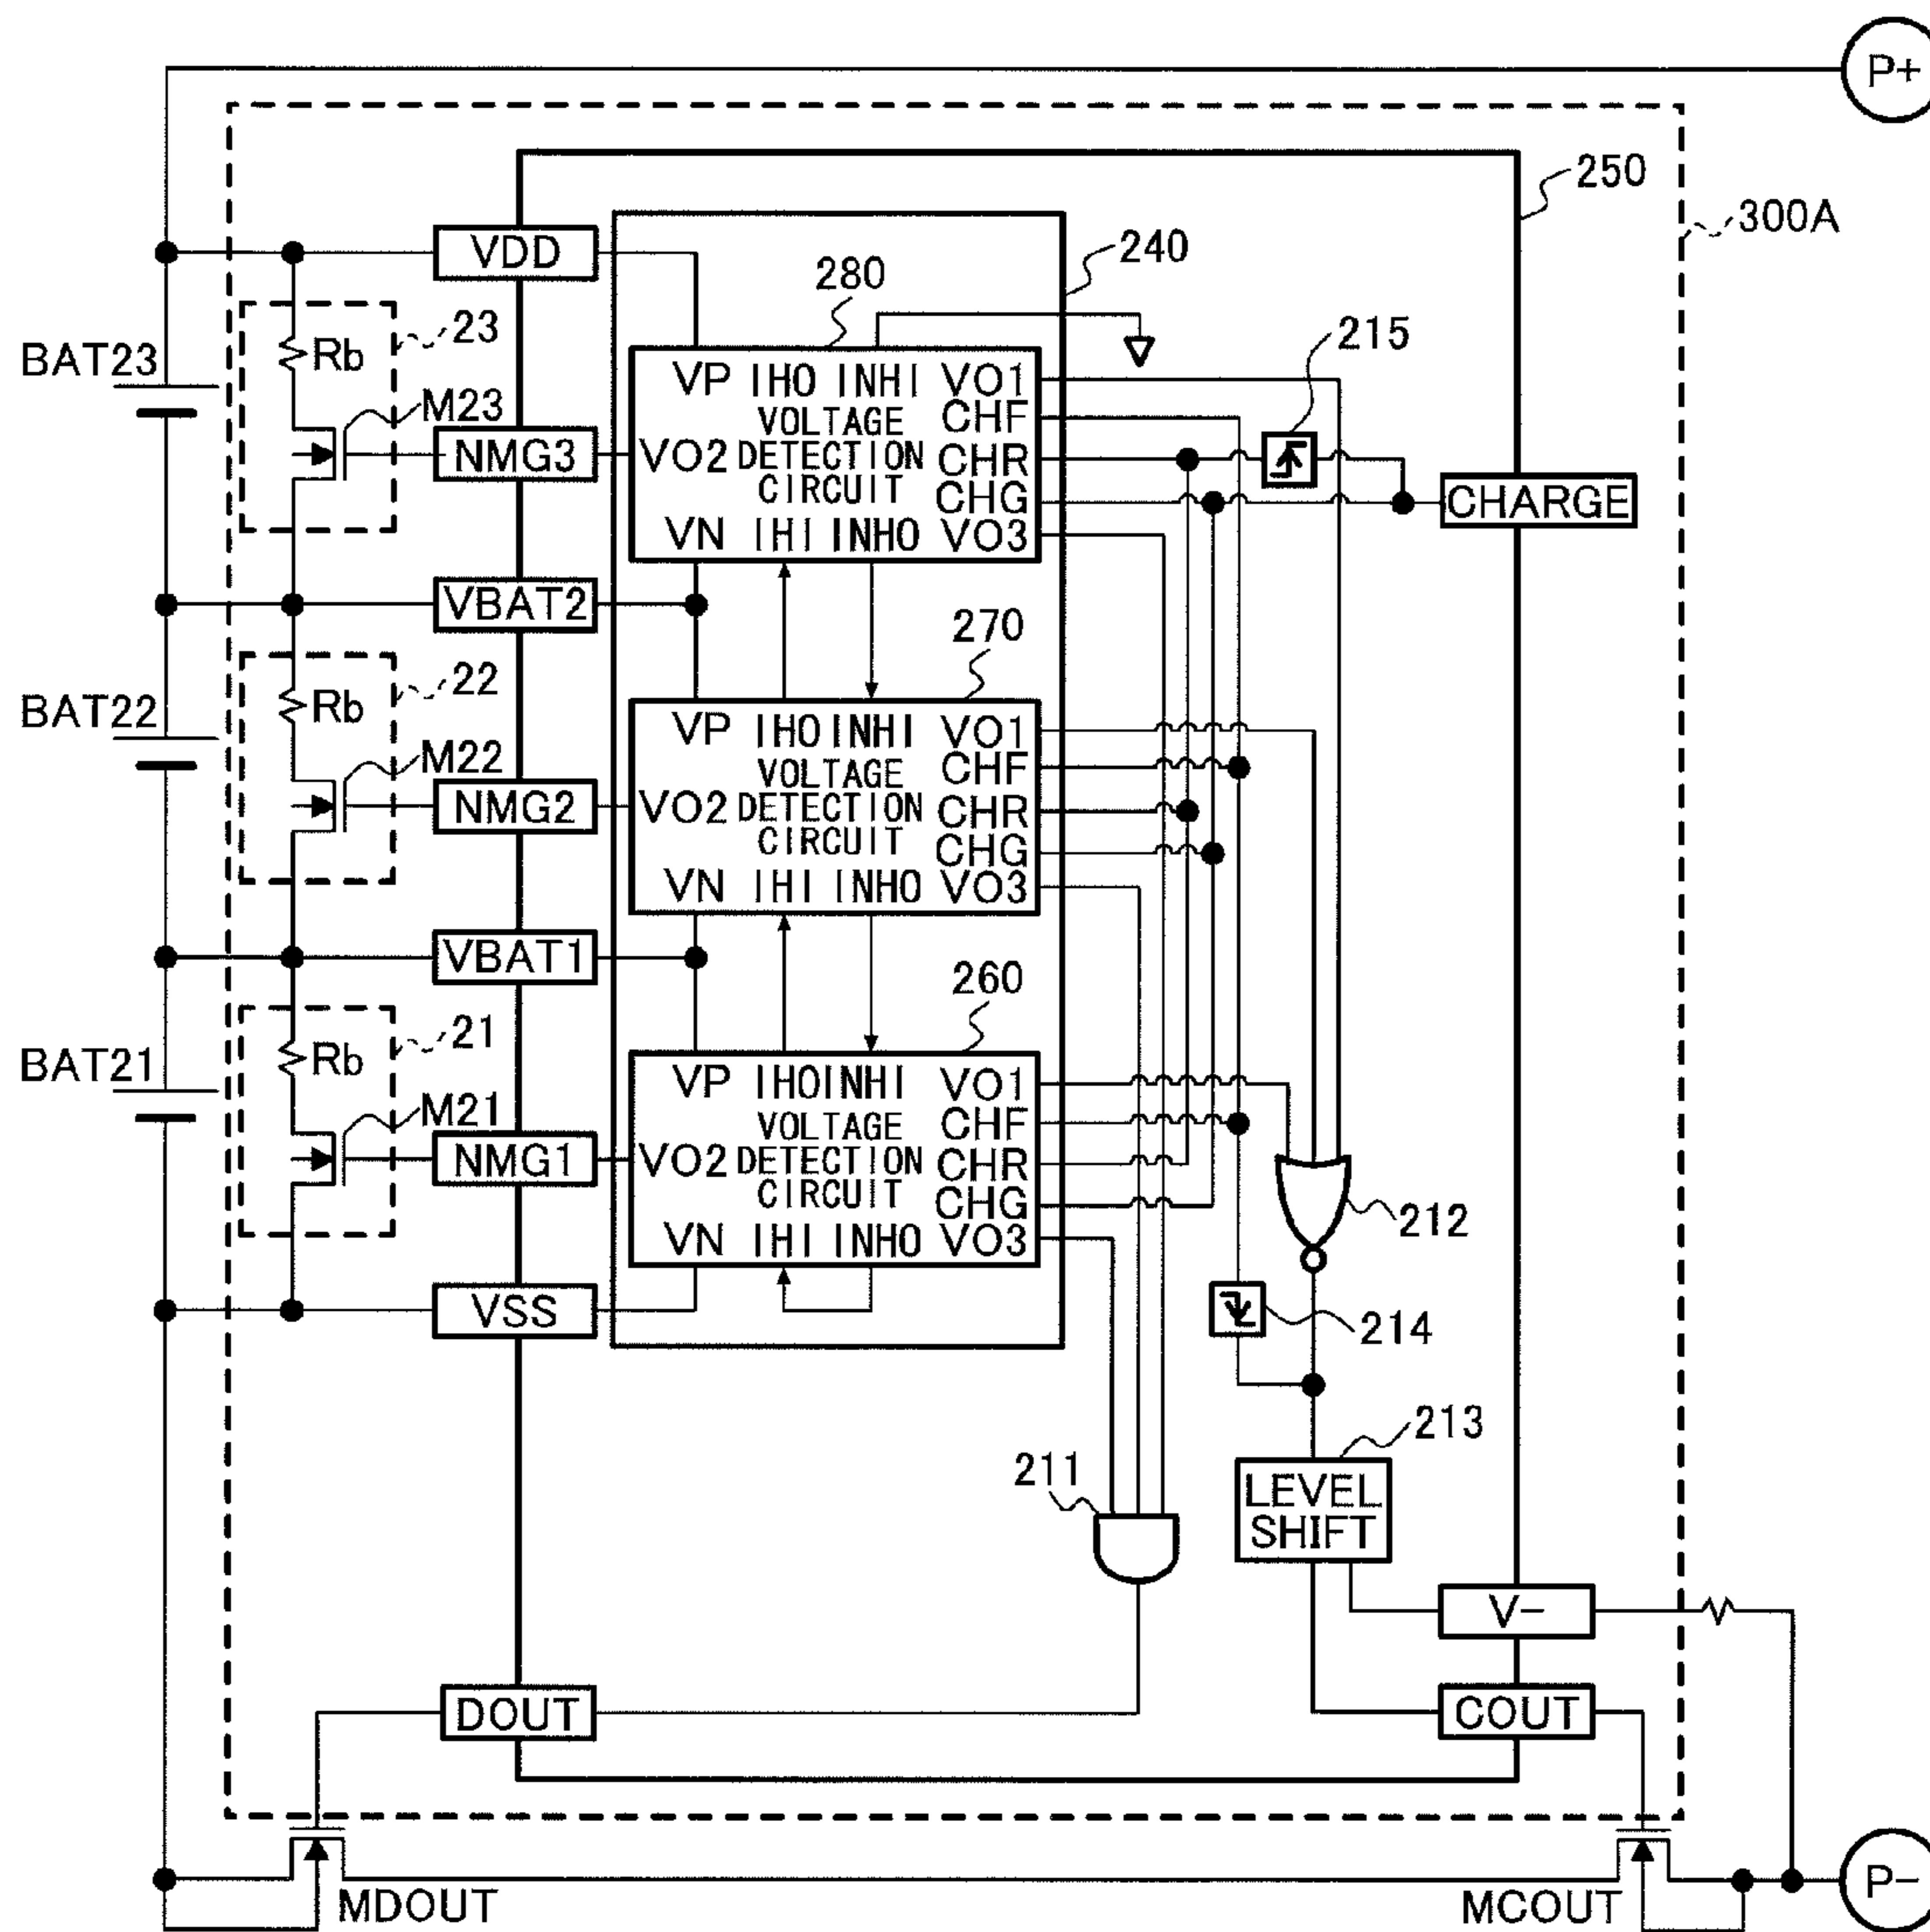 P+
250
300A
VDD
240
280
23
215
BAT23
Rb
M23
VP IHO INHI VO1
VOLTAGE CHF
NMG3
VO2 DETECTION CHR
CIRCUIT CHG
CHARGE
VN IHI INHO VO3
VBAT2
270
22
BAT22
Rb
M22
VP IHO INHI VO1
VOLTAGE CHF
NMG2
VO2 DETECTION CHR
CIRCUIT CHG
VN IHI INHO VO3
VBAT1
260
21
BAT21
Rb
M21
VP IHO INHI VO1
VOLTAGE CHF
NMG1
VO2 DETECTION CHR
CIRCUIT CHG
212
VN IHI INHO VO3
VSS
214
213
211
LEVEL
SHIFT
V-
DOUT
COUT
MDOUT
MCOUT
P-